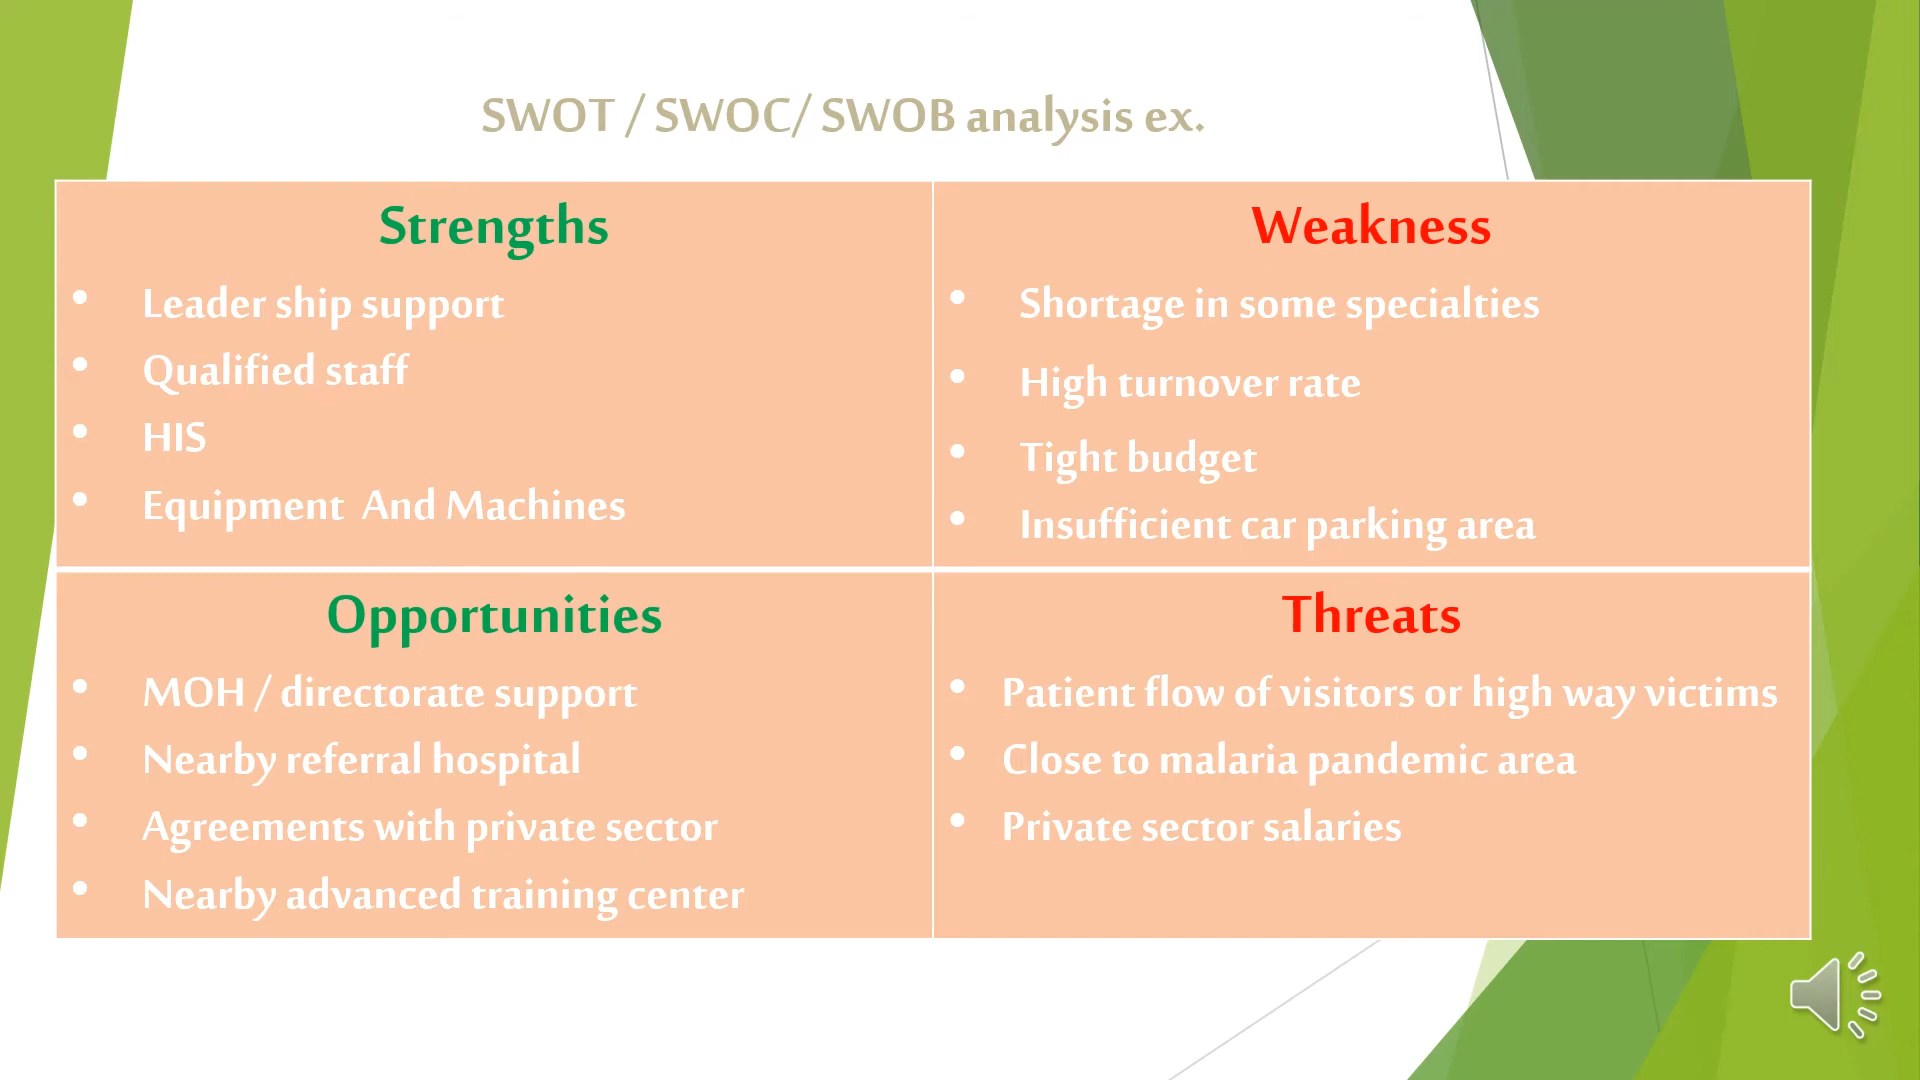 SWOT / SWOC/ SWOB analysis ex.
Strengths
• Leader ship support
• Qualified staff
• HIS
• Equipment  And Machines
Weakness
• Shortage in some specialties
• High turnover rate
• Tight budget
• Insufficient car parking area
Opportunities
• MOH / directorate support
• Nearby referral hospital
• Agreements with private sector
• Nearby advanced training center
Threats
• Patient flow of visitors or high way victims
• Close to malaria pandemic area
• Private sector salaries